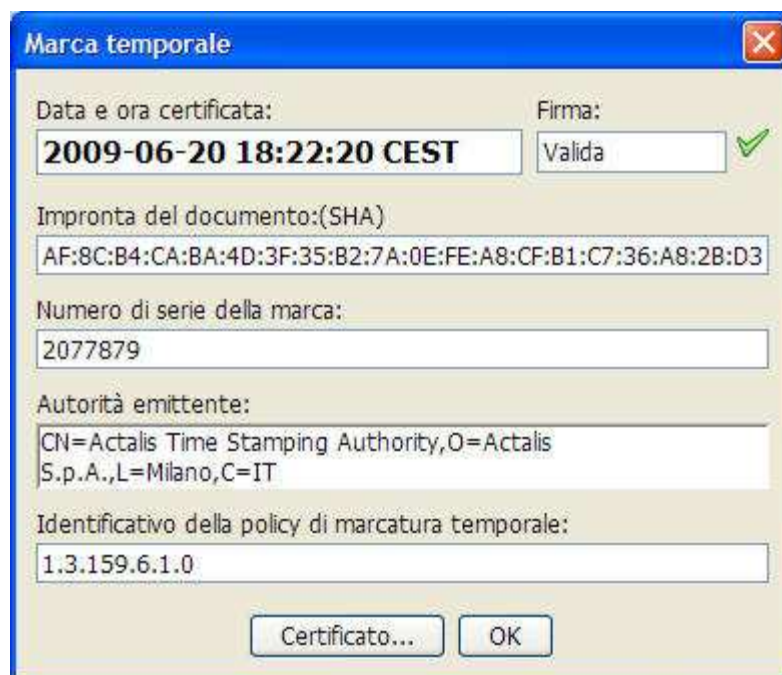 Marca temporale
Data e ora certificata:
Firma:
2009-06-20 18:22:20 CEST
Valida
Impronta del documento:(SHA)
AF:8C:B4:CA:BA:4D:3F:35:B2:7A:0E:FE:A8:CF:B1:C7:36:A8:2B:D3
Numero di serie della marca:
2077879
Autorità emittente:
CN=Actalis Time Stamping Authority,O=Actalis
S.p.A.,L=Milano,C=IT
Identificativo della policy di marcatura temporale:
1.3.159.6.1.0
Certificato...
OK